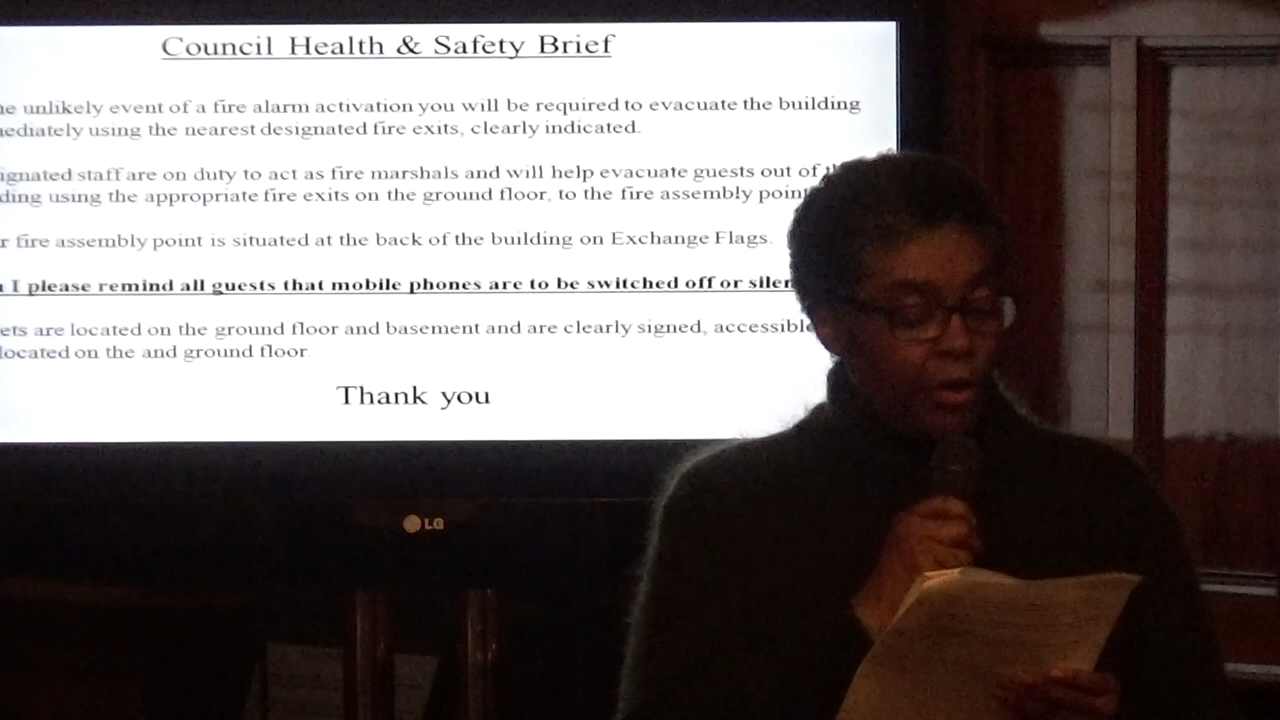 Council Health & Safety Brief
he unlikely event of a fire alarm activation you will be required to evacuate the building
nediately using the nearest designated fire exits, clearly indicated.
ignated staff are on duty to act as fire marshals and will help evacuate guests out of
ding using the appropriate fire exits on the ground floor, to the fire assembly point
r fire assembly point is situated at the back of the building on Exchange Flags.
I please remind all guests that mobile phones are to be switched off or silen
ets are located on the ground floor and basement and are clearly signed, accessible
located on the and ground floor.
Thank you
LG